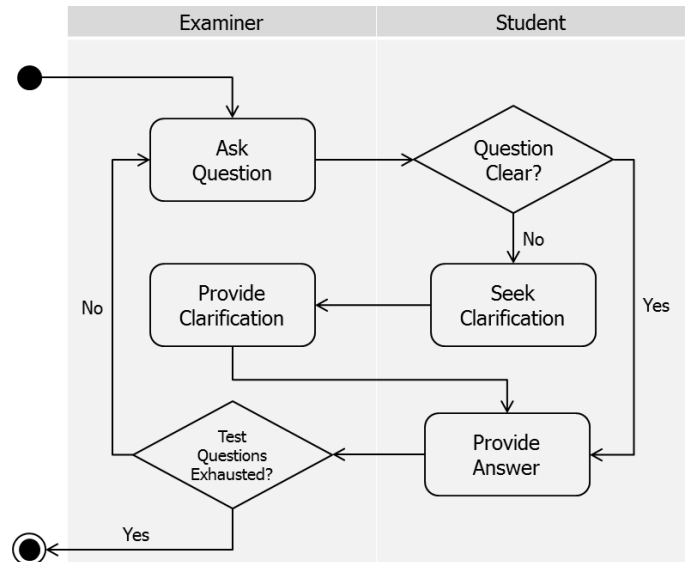 Examiner
Student
Ask
Question
Question
Clear?
No
Yes
Seek
Clarification
Provide
Clarification
Provide
Answer
Test
Questions
Exhausted?
No
Yes